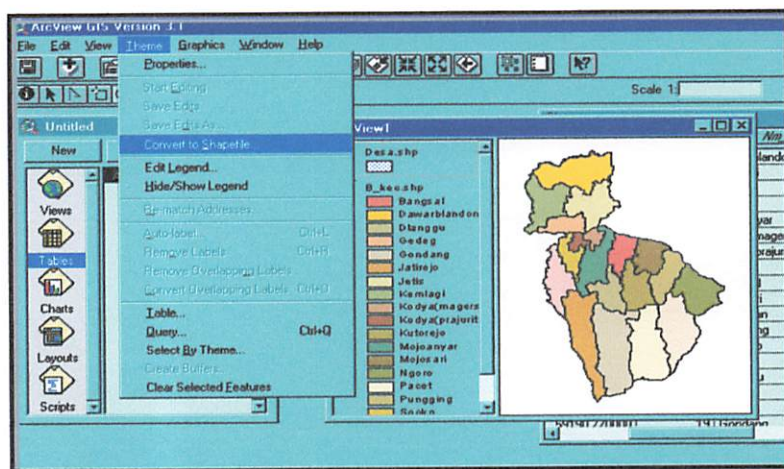 ArcView GIS Version 3.1
File Edit View Theme Graphics Window Help
Scale 1:
Properties...
Start Editing
Save Edits
Save Edits As...
Convert to Shapefile...
Edit Legend...
Hide/Show Legend
Re-match Addresses...
Auto-label... Ctrl+L
Remove Labels Ctrl+R
Remove Overlapping Labels
Convert Overlapping Labels Ctrl+O
Table...
Query... Ctrl+Q
Select By Theme...
Create Buffers...
Clear Selected Features
Untitled
New
Views
Tables
Charts
Layouts
Scripts
View1
Desa.shp
B_kec.shp
Bangsal
Dawarblandon
Dlanggu
Gedeg
Gondang
Jatirejo
Jetis
Kemlagi
Kodya(magers
Kodya(prajurit
Kutorejo
Mojoanyar
Mojosari
Ngoro
Pacet
Pungging
Sooko
Nm_
19 Gondang